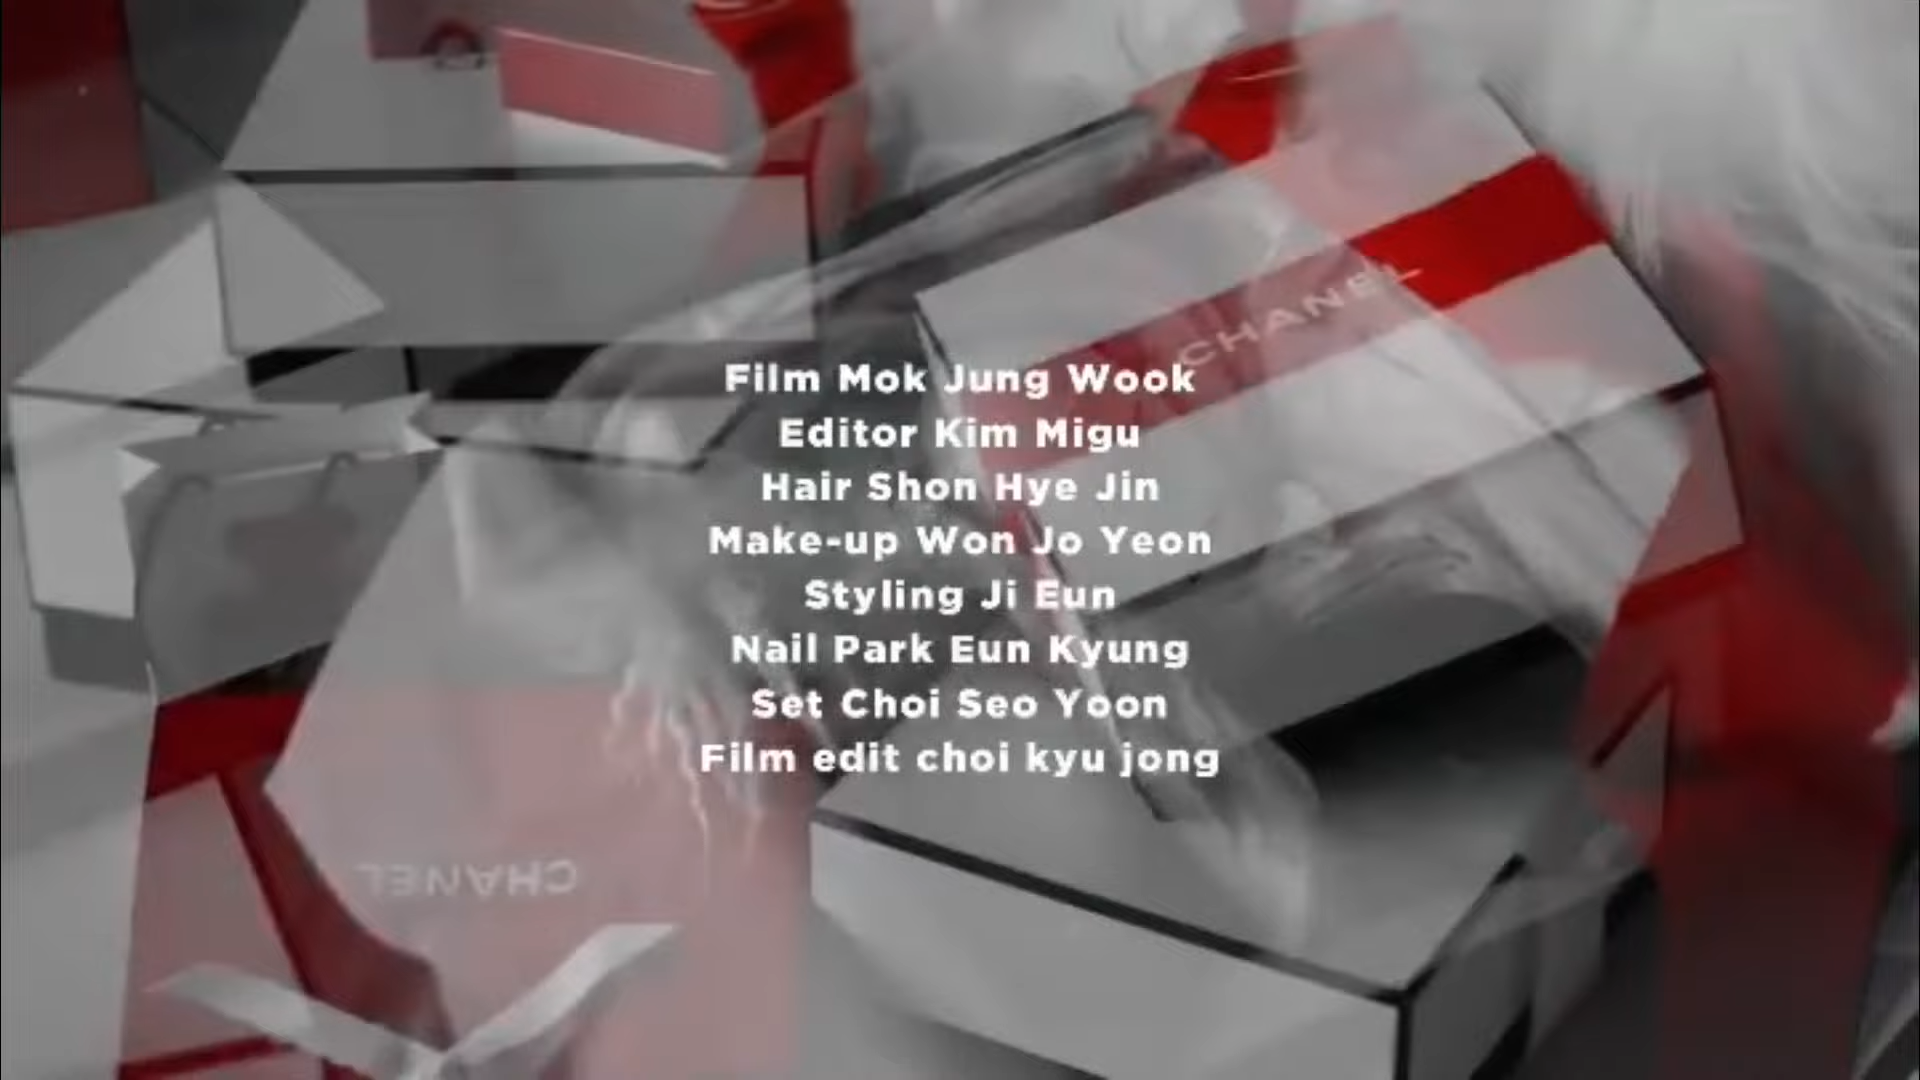 CHANEL
Film Mok Jung Wook
Editor Kim Migu
Hair Shon Hye Jin
Make-up Won Jo Yeon
Styling Ji Eun
Nail Park Eun Kyung
Set Choi Seo Yoon
Film edit choi kyu jong
CHANEL